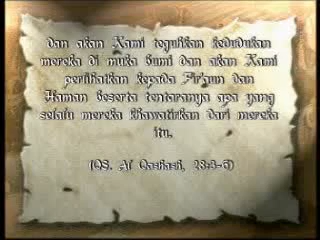 dan akan Kami teguhkan kedudukan
mereka di muka bumi dan akan Kami
perlihatkan kepada Fir'aun dan
Haman beserta tentaranya apa yang
selalu mereka khawatirkan dari mereka
itu.
(QS. Al Qashash, 28:4-6)